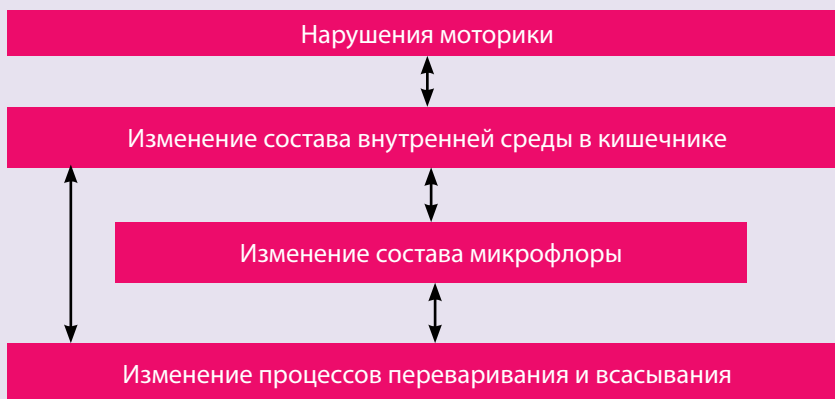 Нарушения моторики
Изменение состава внутренней среды в кишечнике
Изменение состава микрофлоры
Изменение процессов переваривания и всасывания